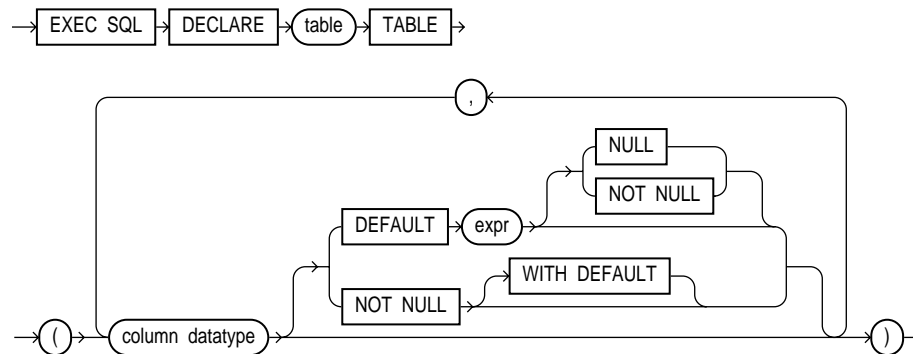 EXEC SQL DECLARE table TABLE
,
NULL
NOT NULL
DEFAULT expr
WITH DEFAULT
NOT NULL
( column datatype )